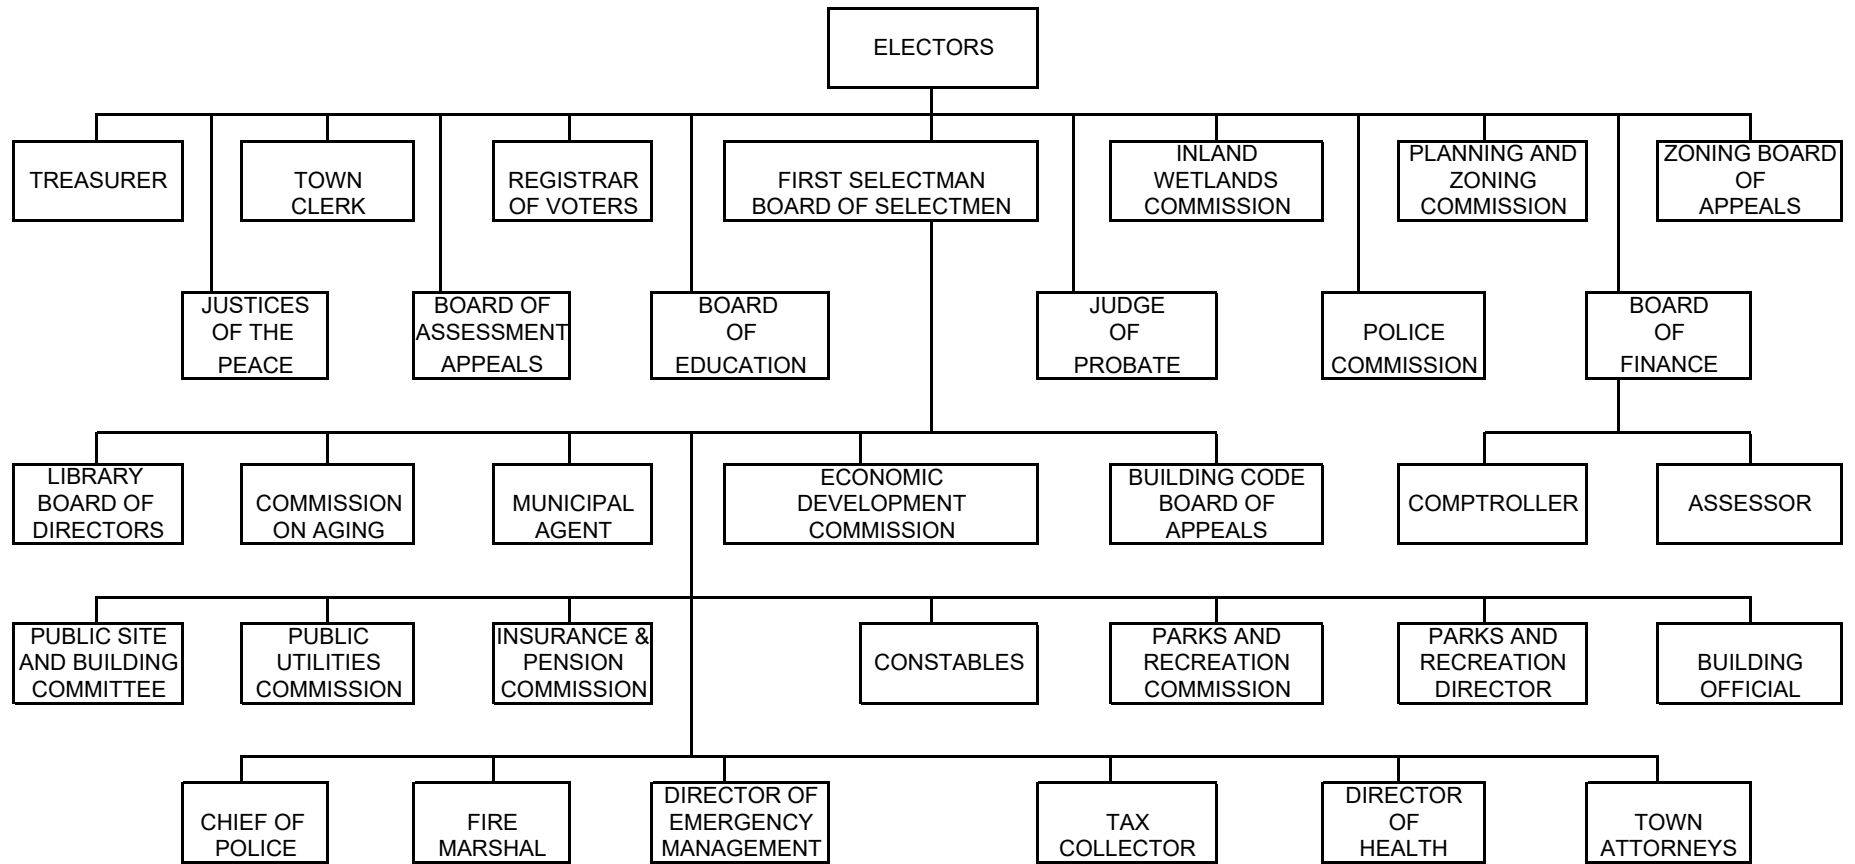 ELECTORS
TREASURER
TOWN
CLERK
REGISTRAR
OF VOTERS
FIRST SELECTMAN
BOARD OF SELECTMEN
INLAND
WETLANDS
COMMISSION
PLANNING AND
ZONING
COMMISSION
ZONING BOARD
OF
APPEALS
JUSTICES
OF THE
PEACE
BOARD OF
ASSESSMENT
APPEALS
BOARD
OF
EDUCATION
JUDGE
OF
PROBATE
POLICE
COMMISSION
BOARD
OF
FINANCE
LIBRARY
BOARD OF
DIRECTORS
COMMISSION
ON AGING
MUNICIPAL
AGENT
ECONOMIC
DEVELOPMENT
COMMISSION
BUILDING CODE
BOARD OF
APPEALS
COMPTROLLER
ASSESSOR
PUBLIC SITE
AND BUILDING
COMMITTEE
PUBLIC
UTILITIES
COMMISSION
INSURANCE &
PENSION
COMMISSION
CONSTABLES
PARKS AND
RECREATION
COMMISSION
PARKS AND
RECREATION
DIRECTOR
BUILDING
OFFICIAL
CHIEF OF
POLICE
FIRE
MARSHAL
DIRECTOR OF
EMERGENCY
MANAGEMENT
TAX
COLLECTOR
DIRECTOR
OF
HEALTH
TOWN
ATTORNEYS